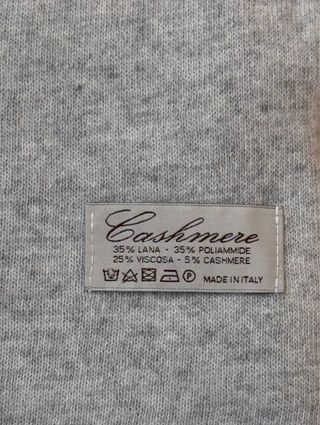 Cashmere
35% LANA - 35% POLIAMMIDE
25% VISCOSA - 5% CASHMERE
P MADE IN ITALY